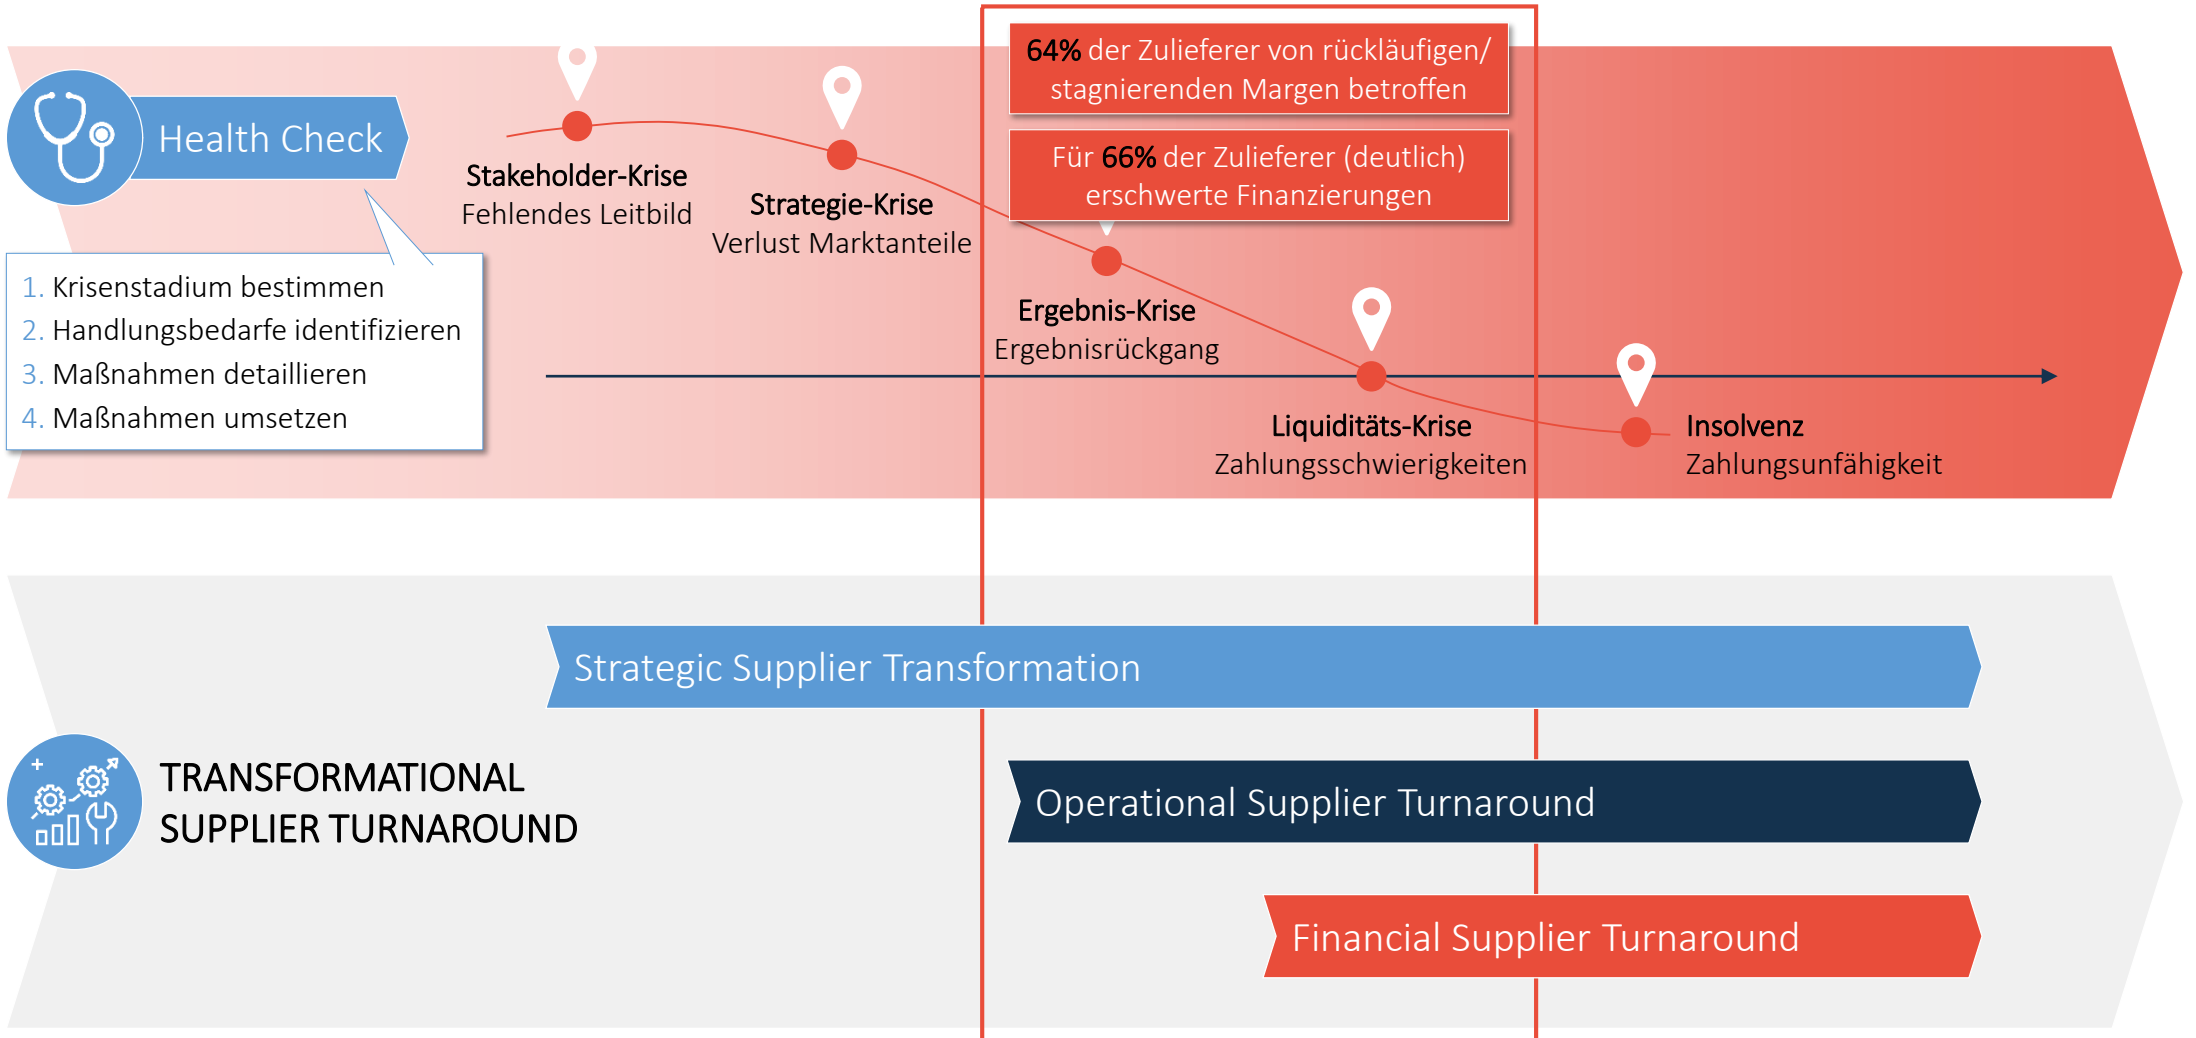 64% der Zulieferer von rückläufigen/
stagnierenden Margen betroffen
Health Check
Für 66% der Zulieferer (deutlich)
erschwerte Finanzierungen
Stakeholder-Krise
Fehlendes Leitbild
Strategie-Krise
Verlust Marktanteile
1. Krisenstadium bestimmen
2. Handlungsbedarfe identifizieren
3. Maßnahmen detaillieren
4. Maßnahmen umsetzen
Ergebnis-Krise
Ergebnisrückgang
Liquiditäts-Krise
Zahlungsschwierigkeiten
Insolvenz
Zahlungsunfähigkeit
Strategic Supplier Transformation
TRANSFORMATIONAL
SUPPLIER TURNAROUND
Operational Supplier Turnaround
Financial Supplier Turnaround